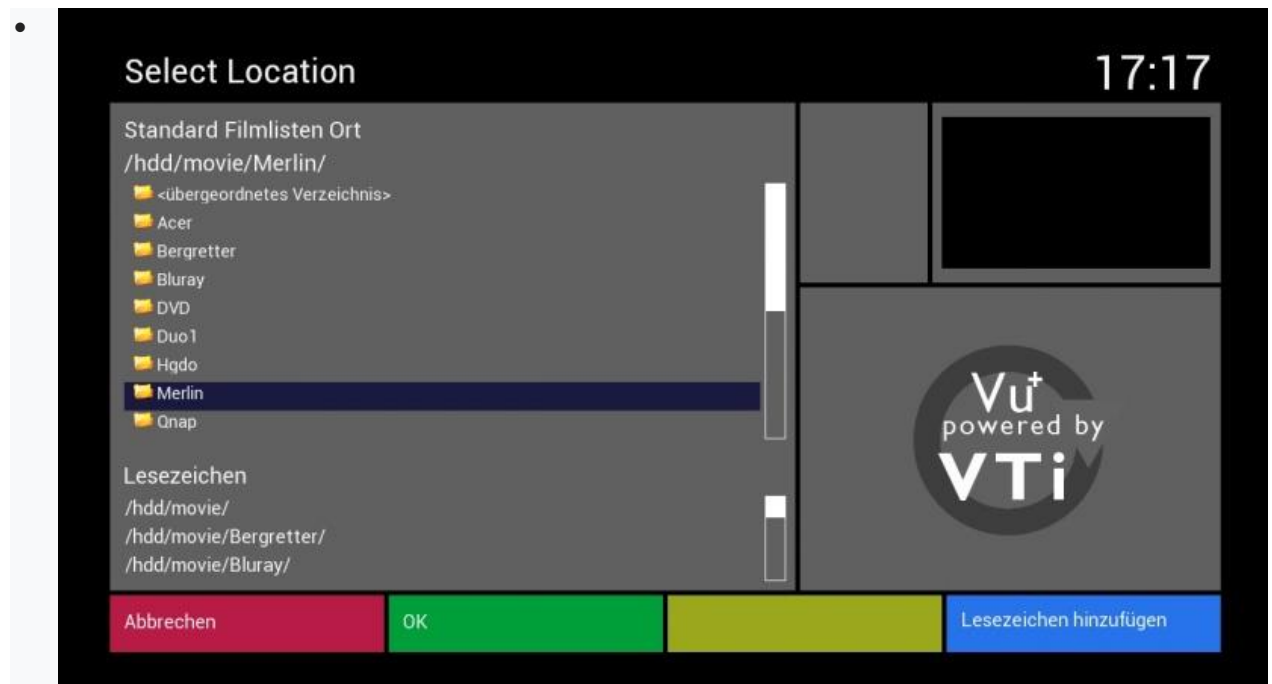 Select Location
17:17
Standard Filmlisten Ort
/hdd/movie/Merlin/
<übergeordnetes Verzeichnis>
Acer
Bergretter
Bluray
DVD
Duo1
Hqdo
Merlin
Qnap
Lesezeichen
/hdd/movie/
/hdd/movie/Bergretter/
/hdd/movie/Bluray/
Vu+
powered by
VTi
Abbrechen
OK
Lesezeichen hinzufügen